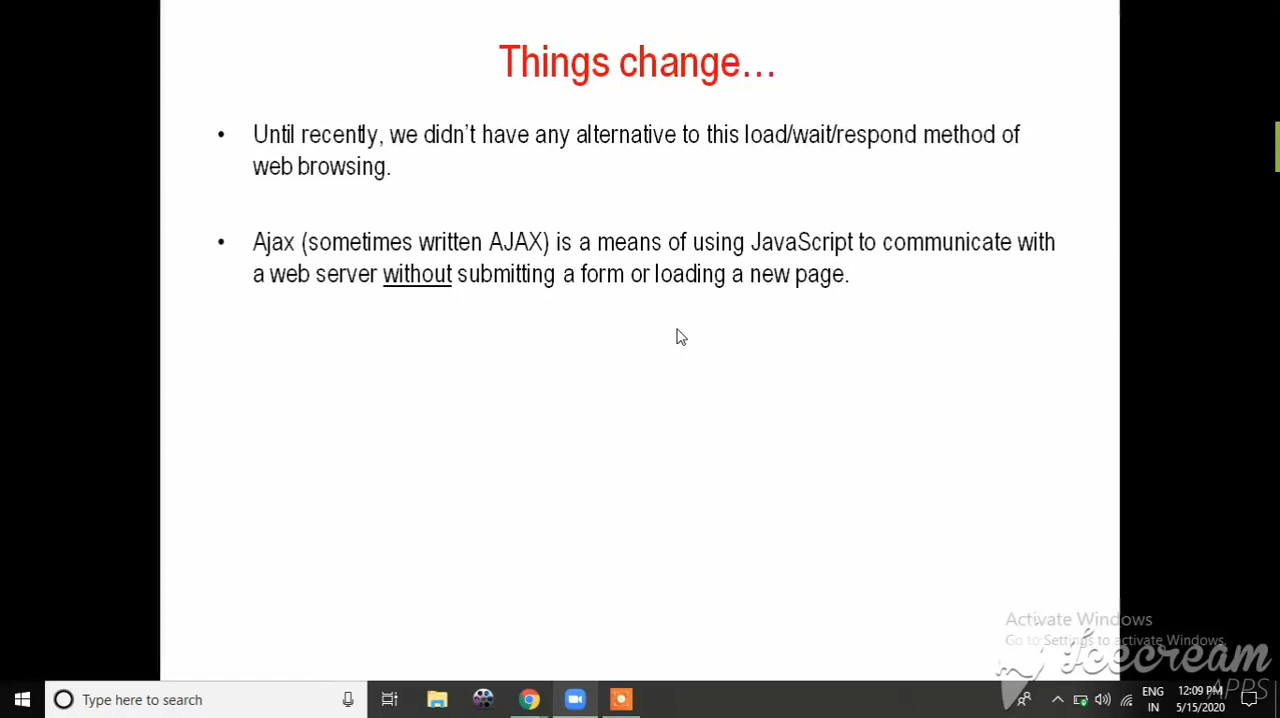 Things change...
• Until recently, we didn't have any alternative to this load/wait/respond method of
web browsing.
• Ajax (sometimes written AJAX) is a means of using JavaScript to communicate with
a web server without submitting a form or loading a new page.
Activate Windows
Go to Settings to activate Windows.
Icecream
APPS
Type here to search
ENG
IN
12:09 PM
5/15/2020